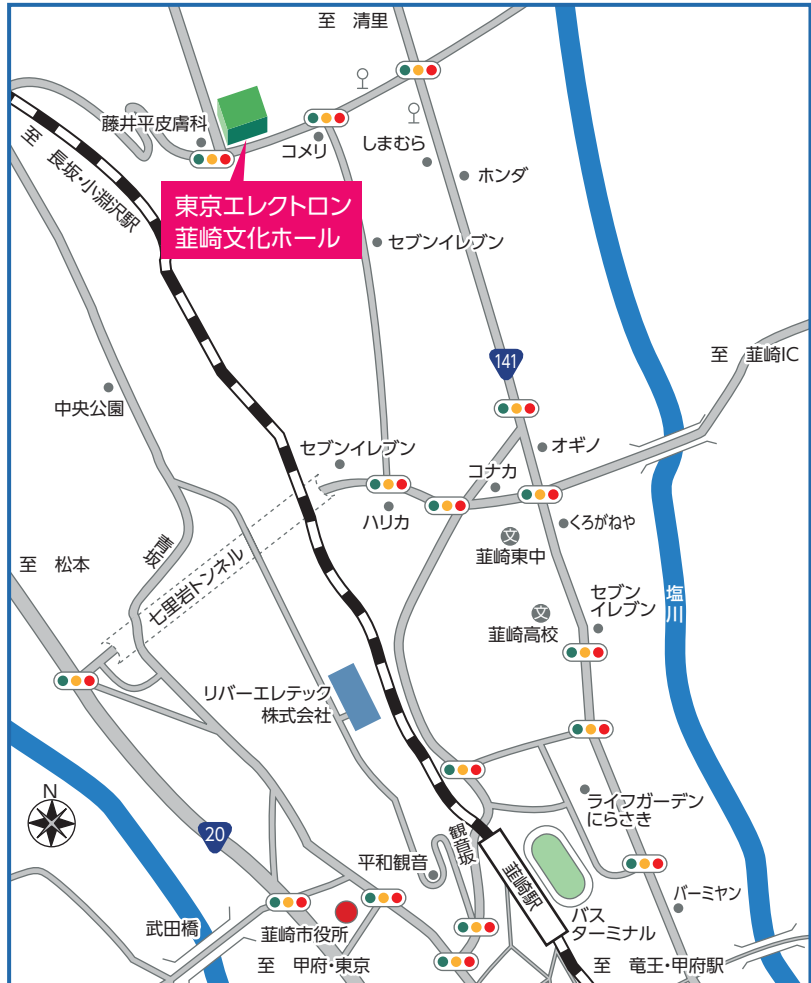 至 清里
藤井平皮膚科
コメリ
しまむら
ホンダ
至 長坂・小淵沢駅
東京エレクトロン
韮崎文化ホール
セブンイレブン
141
至 韮崎IC
中央公園
セブンイレブン
オギノ
コナカ
ハリカ
くろがねや
韮崎東中
文
青坂
至 松本
七里岩トンネル
セブン
イレブン
文
韮崎高校
塩川
リバーエレテック
株式会社
N
20
ライフガーデン
にらさき
観音坂
平和観音
韮崎駅
バーミヤン
武田橋
韮崎市役所
バス
ターミナル
至 甲府・東京
至 竜王・甲府駅